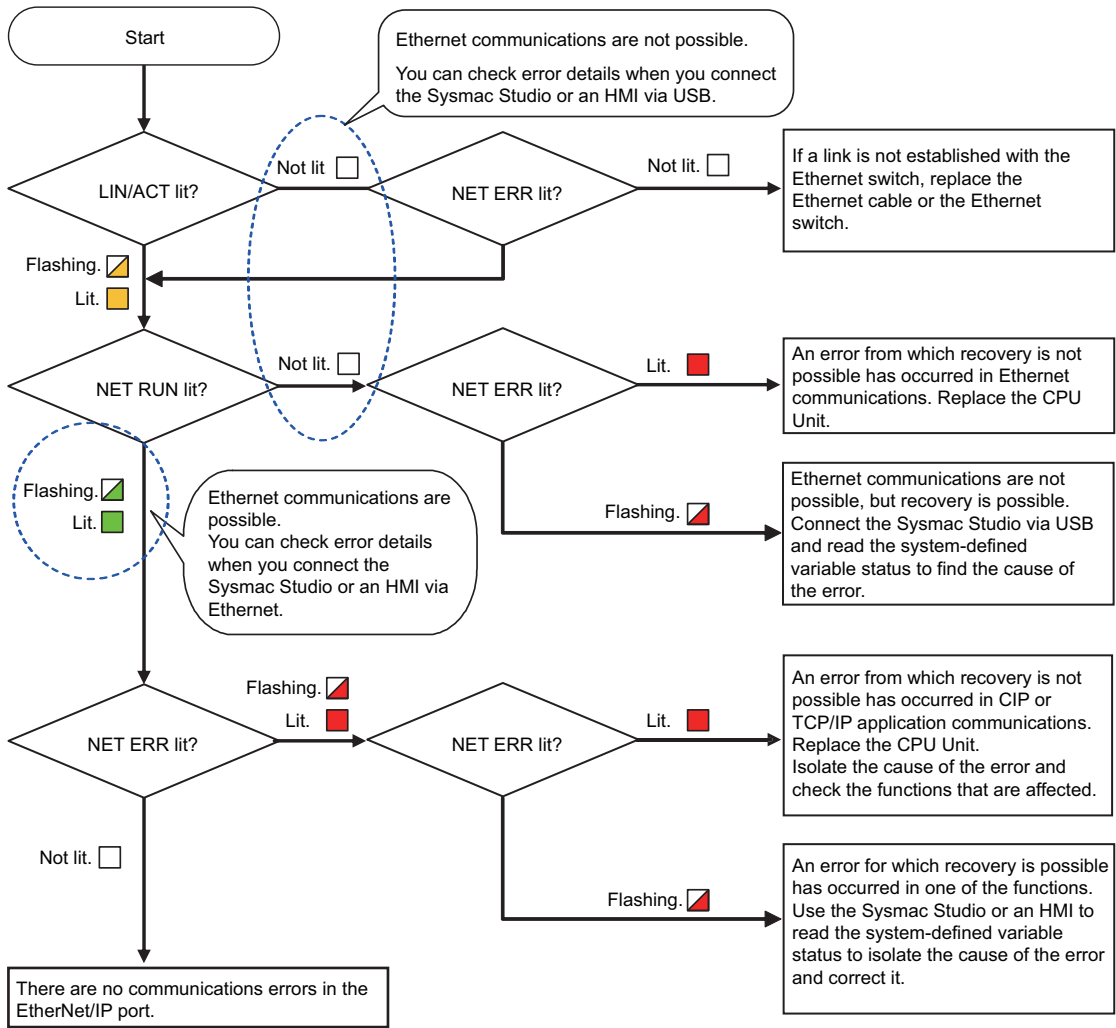 Start
Ethernet communications are not possible.
You can check error details when you connect
the Sysmac Studio or an HMI via USB.
LIN/ACT lit?
Not lit
NET ERR lit?
Not lit.
If a link is not established with the
Ethernet switch, replace the
Ethernet cable or the Ethernet
switch.
Flashing.
Lit.
NET RUN lit?
Not lit.
NET ERR lit?
Lit.
An error from which recovery is not
possible has occurred in Ethernet
communications. Replace the CPU
Unit.
Flashing.
Lit.
Ethernet communications are
possible.
You can check error details
when you connect the
Sysmac Studio or an HMI via
Ethernet.
Flashing.
Ethernet communications are not
possible, but recovery is possible.
Connect the Sysmac Studio via USB
and read the system-defined
variable status to find the cause of
the error.
NET ERR lit?
Flashing.
Lit.
NET ERR lit?
Lit.
An error from which recovery is not
possible has occurred in CIP or
TCP/IP application communications.
Replace the CPU Unit.
Isolate the cause of the error and
check the functions that are affected.
Not lit.
Flashing.
An error for which recovery is possible
has occurred in one of the functions.
Use the Sysmac Studio or an HMI to
read the system-defined variable
status to isolate the cause of the error
and correct it.
There are no communications errors in the
EtherNet/IP port.